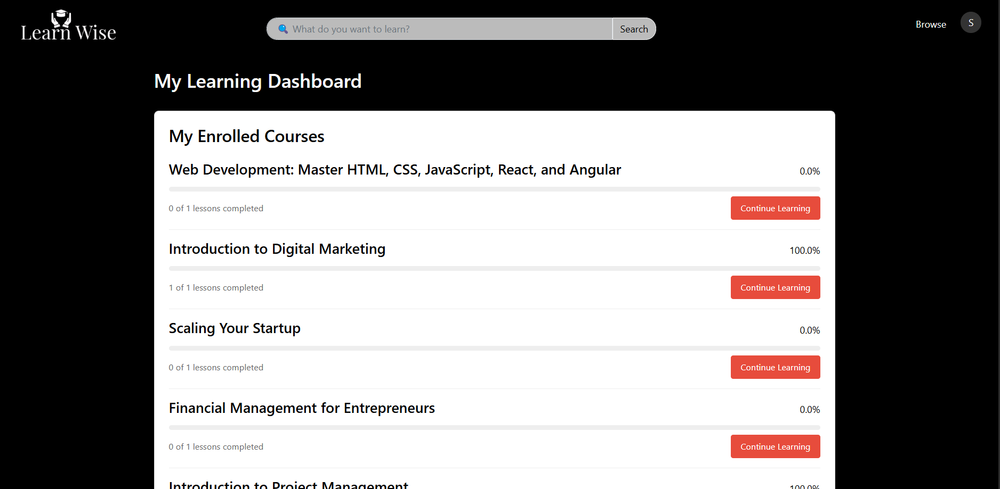 Learn Wise
What do you want to learn?
Search
Browse
S
My Learning Dashboard
My Enrolled Courses
Web Development: Master HTML, CSS, JavaScript, React, and Angular
0.0%
0 of 1 lessons completed
Continue Learning
Introduction to Digital Marketing
100.0%
1 of 1 lessons completed
Continue Learning
Scaling Your Startup
0.0%
0 of 1 lessons completed
Continue Learning
Financial Management for Entrepreneurs
0.0%
0 of 1 lessons completed
Continue Learning
Introduction to Project Management
100.0%